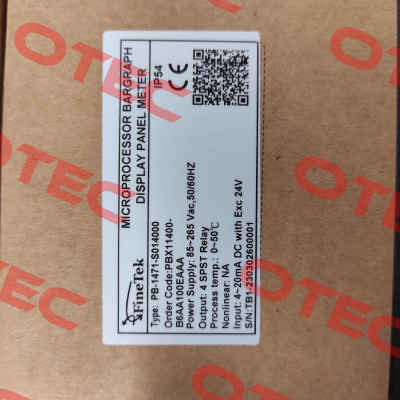 FineTek
MICROPROCESSOR BARGRAPH
DISPLAY PANEL METER
IP54
CE
Type: PB-1471-S014000
Order Code:PBX11400-
B6AA100EAAA
Power Supply: 85~265 Vac,50/60HZ
Output: 4 SPST Relay
Process temp.: 0~50℃
Nonlinear: NA
Input: 4~20mA DC with Exc 24V
S/N:TB1-230302600001
OTEC
OTEC
OTEC
OTEC
OTEC